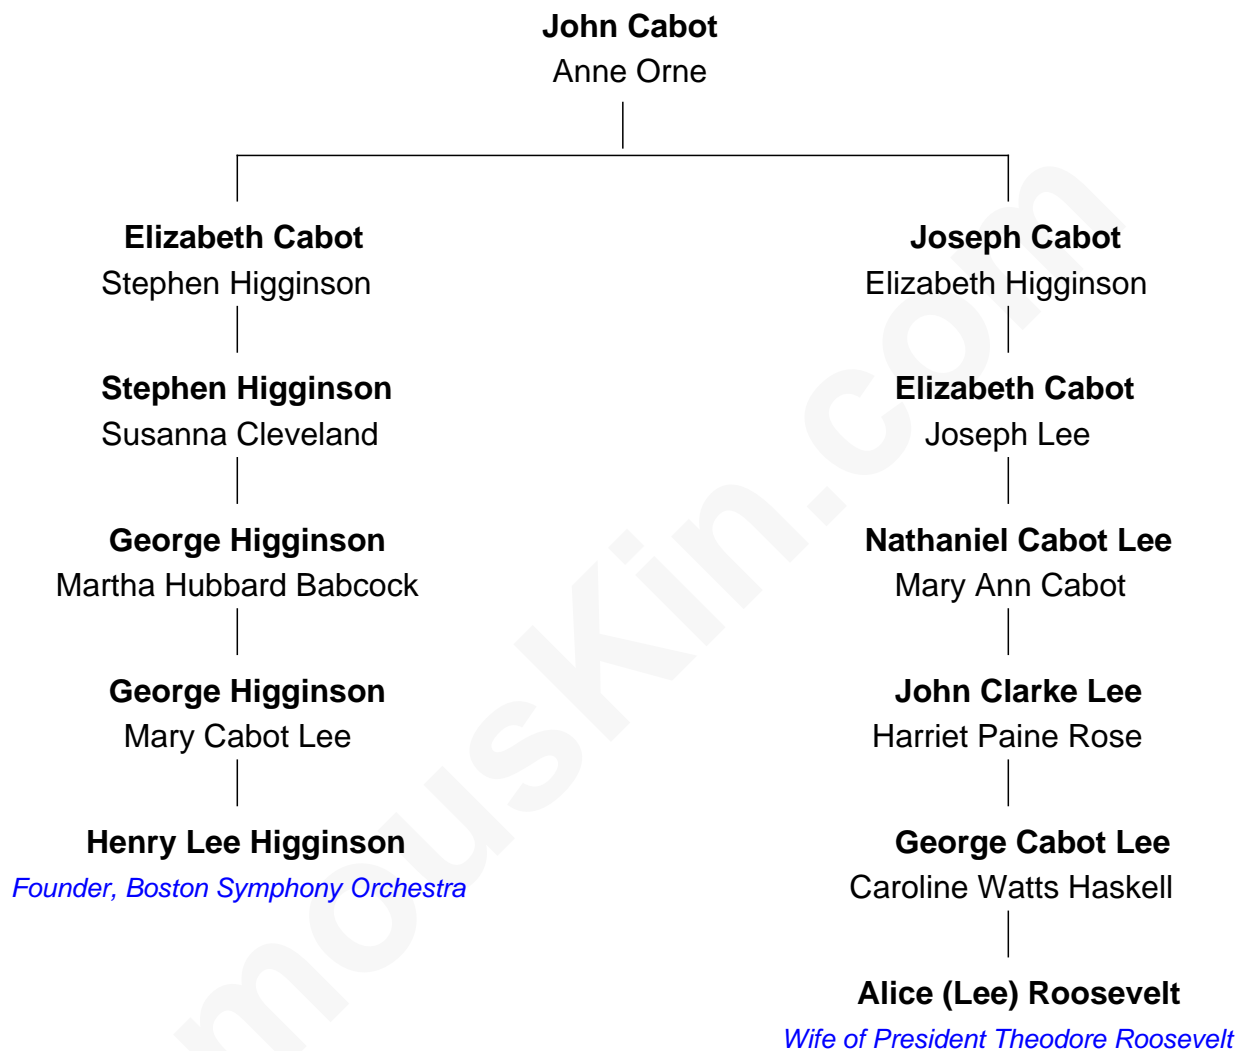 John Cabot
Anne Orne
Elizabeth Cabot
Stephen Higginson
Joseph Cabot
Elizabeth Higginson
Stephen Higginson
Susanna Cleveland
Elizabeth Cabot
Joseph Lee
George Higginson
Martha Hubbard Babcock
Nathaniel Cabot Lee
Mary Ann Cabot
George Higginson
Mary Cabot Lee
John Clarke Lee
Harriet Paine Rose
Henry Lee Higginson
Founder, Boston Symphony Orchestra
George Cabot Lee
Caroline Watts Haskell
Alice (Lee) Roosevelt
Wife of President Theodore Roosevelt
mousKin.com